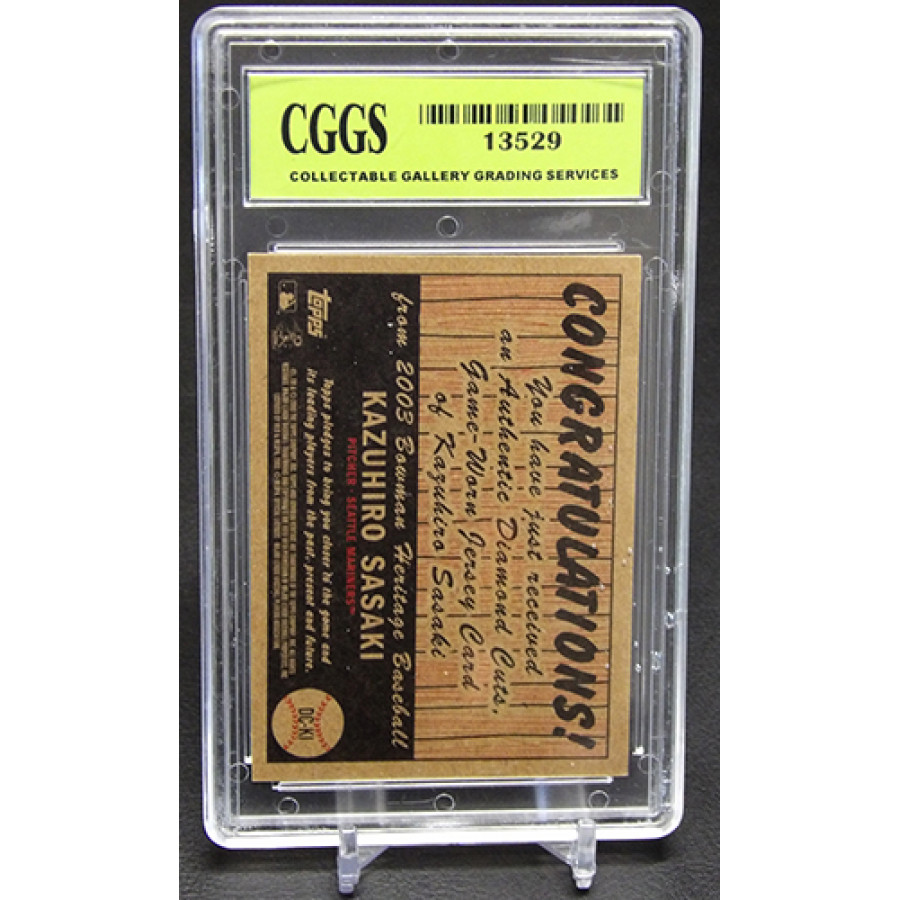 CGGS
13529
COLLECTABLE GALLERY GRADING SERVICES
CONGRATULATIONS!
You have just received
an Authentic Diamond Cuts,
Game-Worn Jersey Card
of Kazuhiro Sasaki
from 2003 Bowman Heritage Baseball
KAZUHIRO SASAKI
PITCHER · SEATTLE MARINERS™
Topps pledges to bring you closer to the game and
its leading players from the past, present and future.
topps
DC-KI